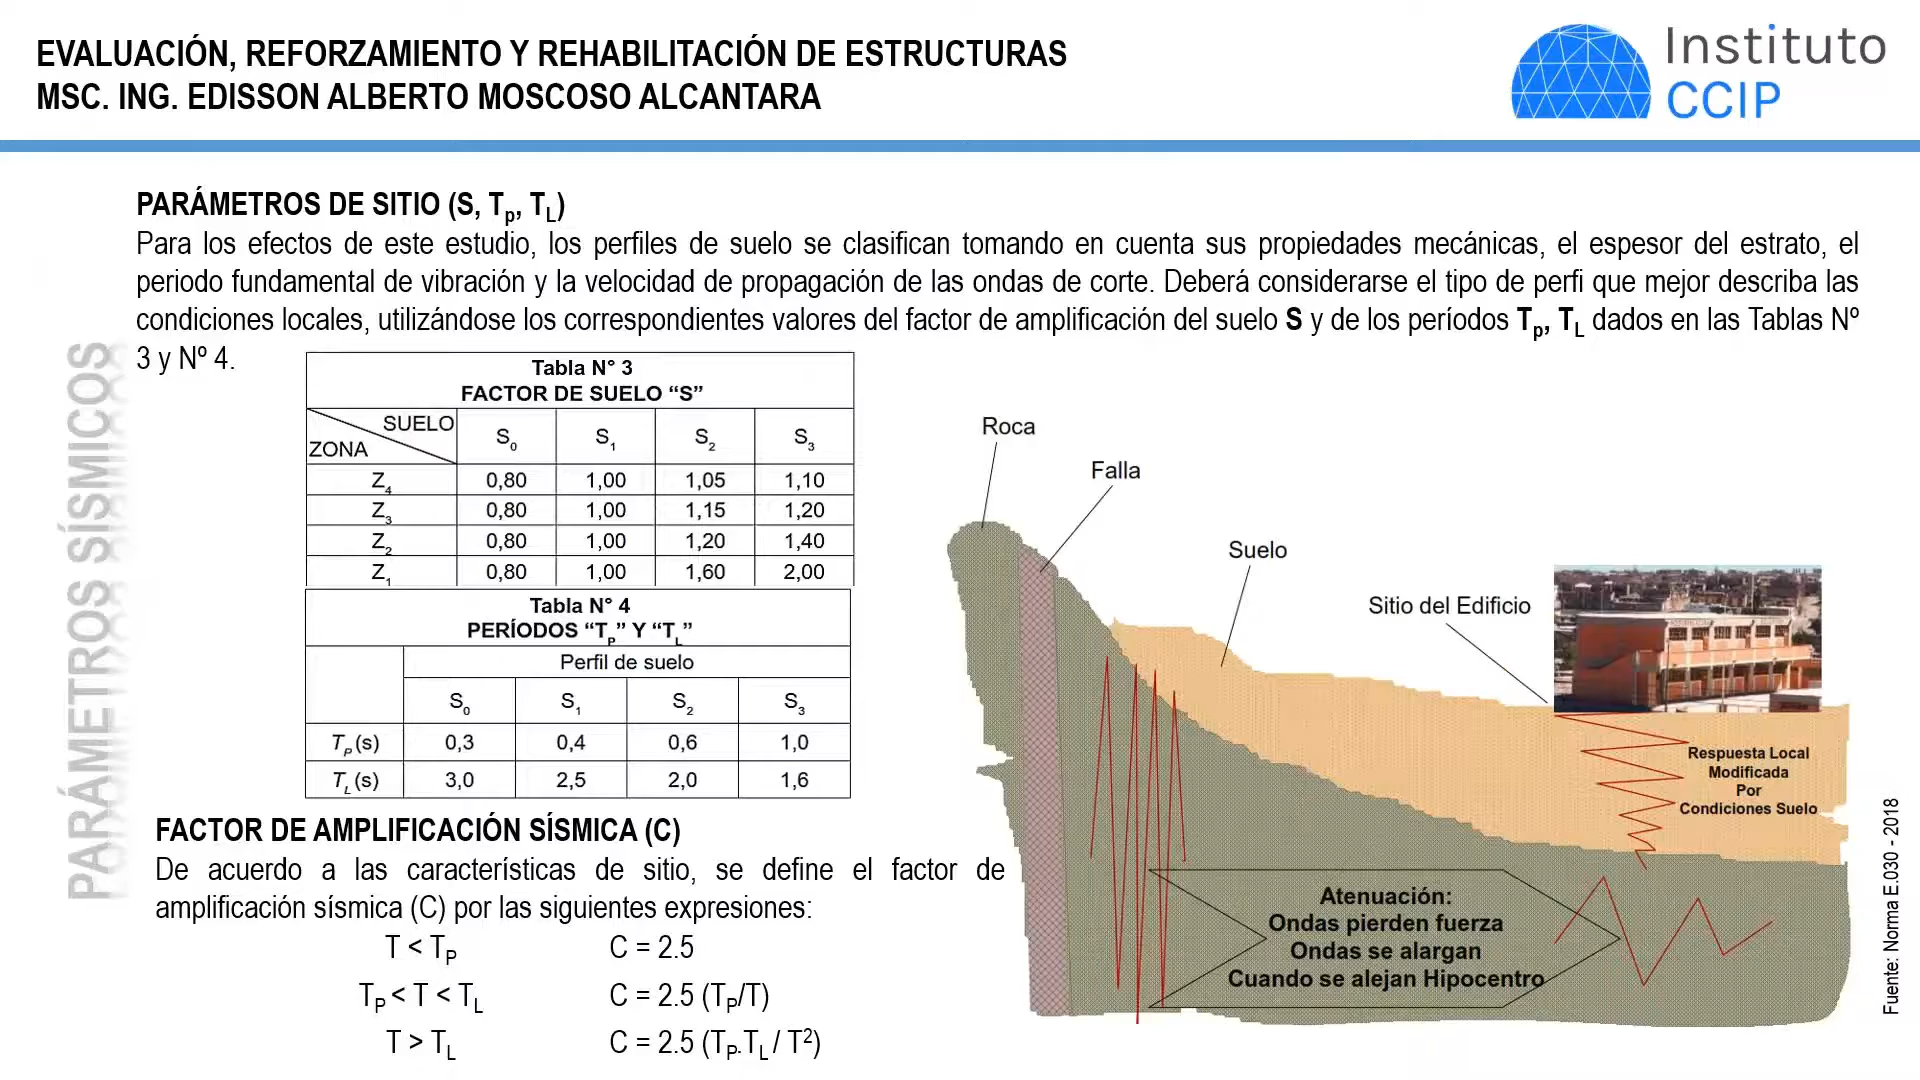 EVALUACIÓN, REFORZAMIENTO Y REHABILITACIÓN DE ESTRUCTURAS
MSC. ING. EDISSON ALBERTO MOSCOSO ALCANTARA
Instituto
CCIP
PARÁMETROS SÍSMICOS
PARÁMETROS DE SITIO (S, Tp, TL)
Para los efectos de este estudio, los perfiles de suelo se clasifican tomando en cuenta sus propiedades mecánicas, el espesor del estrato, el
periodo fundamental de vibración y la velocidad de propagación de las ondas de corte. Deberá considerarse el tipo de perfi que mejor describa las
condiciones locales, utilizándose los correspondientes valores del factor de amplificación del suelo S y de los períodos Tp, TL dados en las Tablas Nº
3 y Nº 4.
Tabla N° 3
FACTOR DE SUELO “S”
SUELO
ZONA
S0 S1 S2 S3
Z4 0,80 1,00 1,05 1,10
Z3 0,80 1,00 1,15 1,20
Z2 0,80 1,00 1,20 1,40
Z1 0,80 1,00 1,60 2,00
Tabla N° 4
PERÍODOS “TP” Y “TL”
Perfil de suelo
S0 S1 S2 S3
TP (s) 0,3 0,4 0,6 1,0
TL (s) 3,0 2,5 2,0 1,6
FACTOR DE AMPLIFICACIÓN SÍSMICA (C)
De acuerdo a las características de sitio, se define el factor de
amplificación sísmica (C) por las siguientes expresiones:
T < TP C = 2.5
TP < T < TL C = 2.5 (TP/T)
T > TL C = 2.5 (TP.TL / T²)
Roca
Falla
Suelo
Sitio del Edificio
Respuesta Local
Modificada
Por
Condiciones Suelo
Atenuación:
Ondas pierden fuerza
Ondas se alargan
Cuando se alejan Hipocentro
Fuente: Norma E.030 - 2018